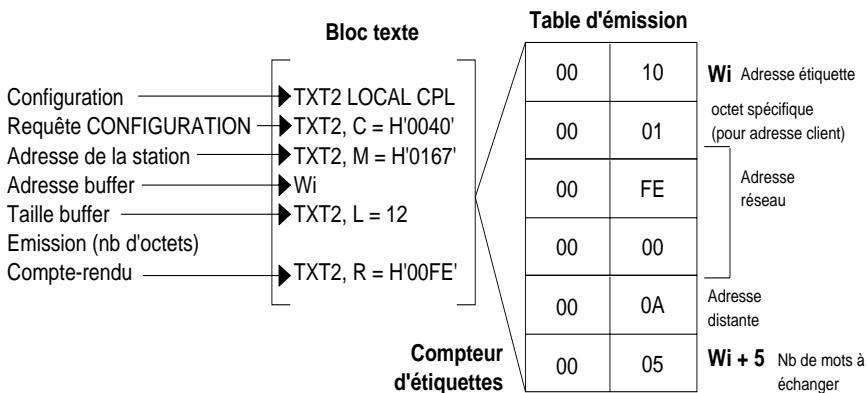 Bloc texte
Table d'émission
Configuration
TXT2 LOCAL CPL
Requête CONFIGURATION
TXT2, C = H'0040'
Adresse de la station
TXT2, M = H'0167'
Adresse buffer
Wi
Taille buffer
TXT2, L = 12
Emission (nb d'octets)
Compte-rendu
TXT2, R = H'00FE'
00 10
Wi Adresse étiquette
00 01
octet spécifique
(pour adresse client)
00 FE
Adresse
réseau
00 00
00 0A
Adresse
distante
00 05
Wi + 5 Nb de mots à
échanger
Compteur
d'étiquettes